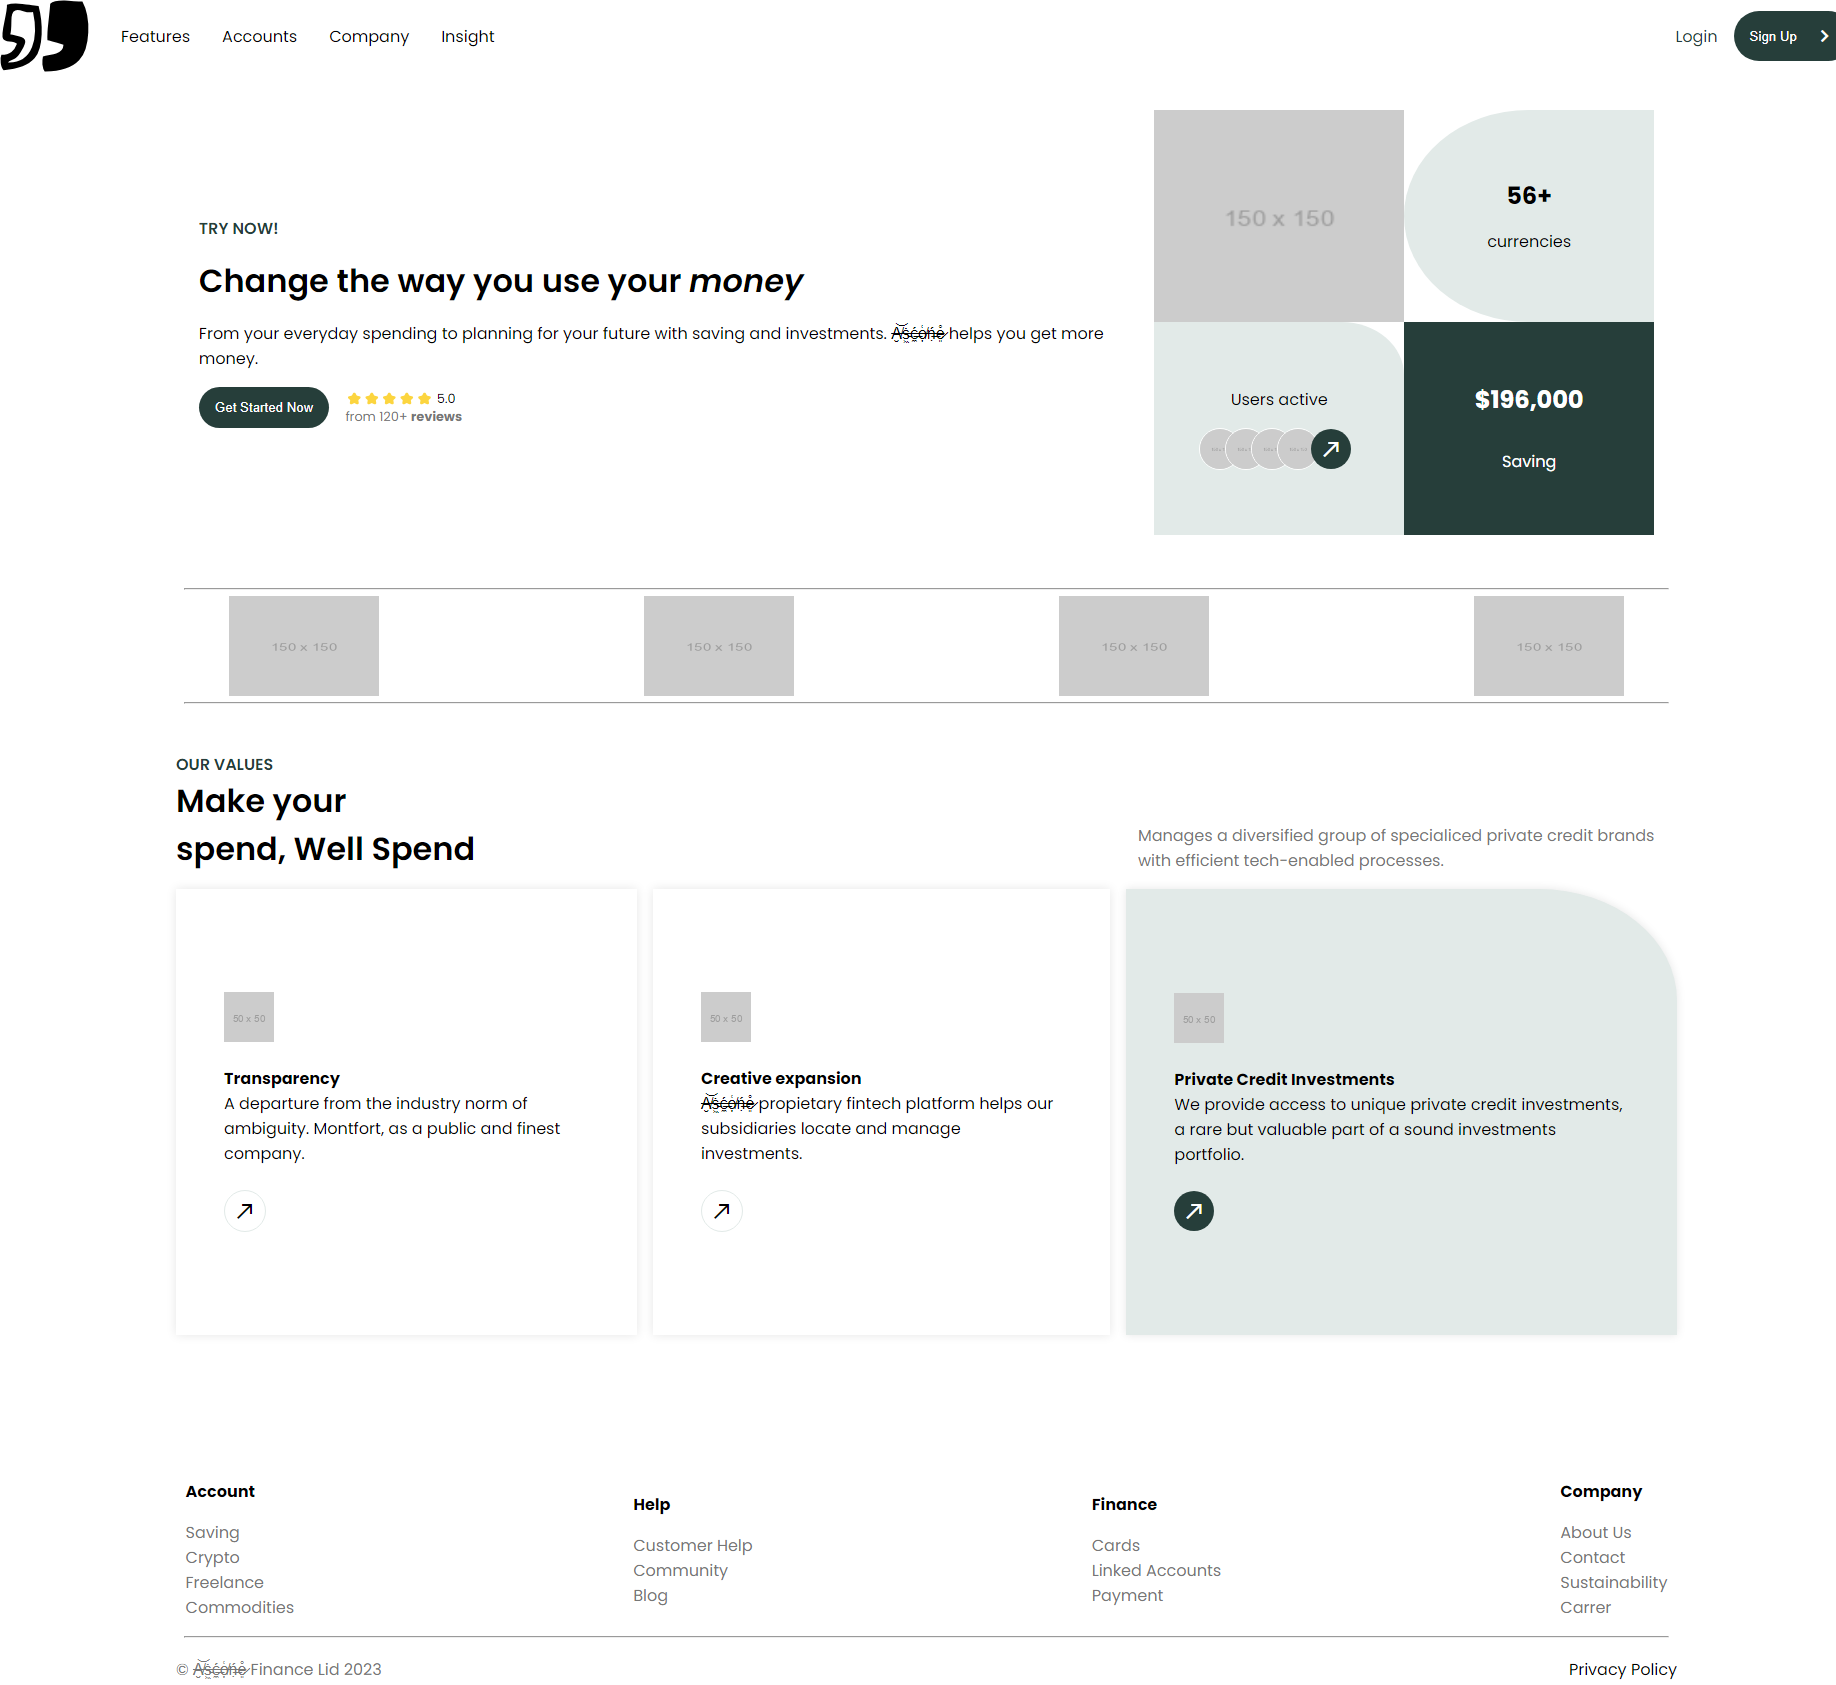 Features Accounts Company Insight Login Sign Up
TRY NOW!
Change the way you use your money
From your everyday spending to planning for your future with saving and investments. helps you get more
money.
Get Started Now
5.0
from 120+ reviews
150 x 150
56+
currencies
Users active
$196,000
Saving
150 x 150 150 x 150 150 x 150 150 x 150
OUR VALUES
Make your
spend, Well Spend
Manages a diversified group of specialiced private credit brands
with efficient tech-enabled processes.
50 x 50
Transparency
A departure from the industry norm of
ambiguity. Montfort, as a public and finest
company.
50 x 50
Creative expansion
propietary fintech platform helps our
subsidiaries locate and manage
investments.
50 x 50
Private Credit Investments
We provide access to unique private credit investments,
a rare but valuable part of a sound investments
portfolio.
Account
Saving
Crypto
Freelance
Commodities
Help
Customer Help
Community
Blog
Finance
Cards
Linked Accounts
Payment
Company
About Us
Contact
Sustainability
Carrer
© Finance Lid 2023
Privacy Policy